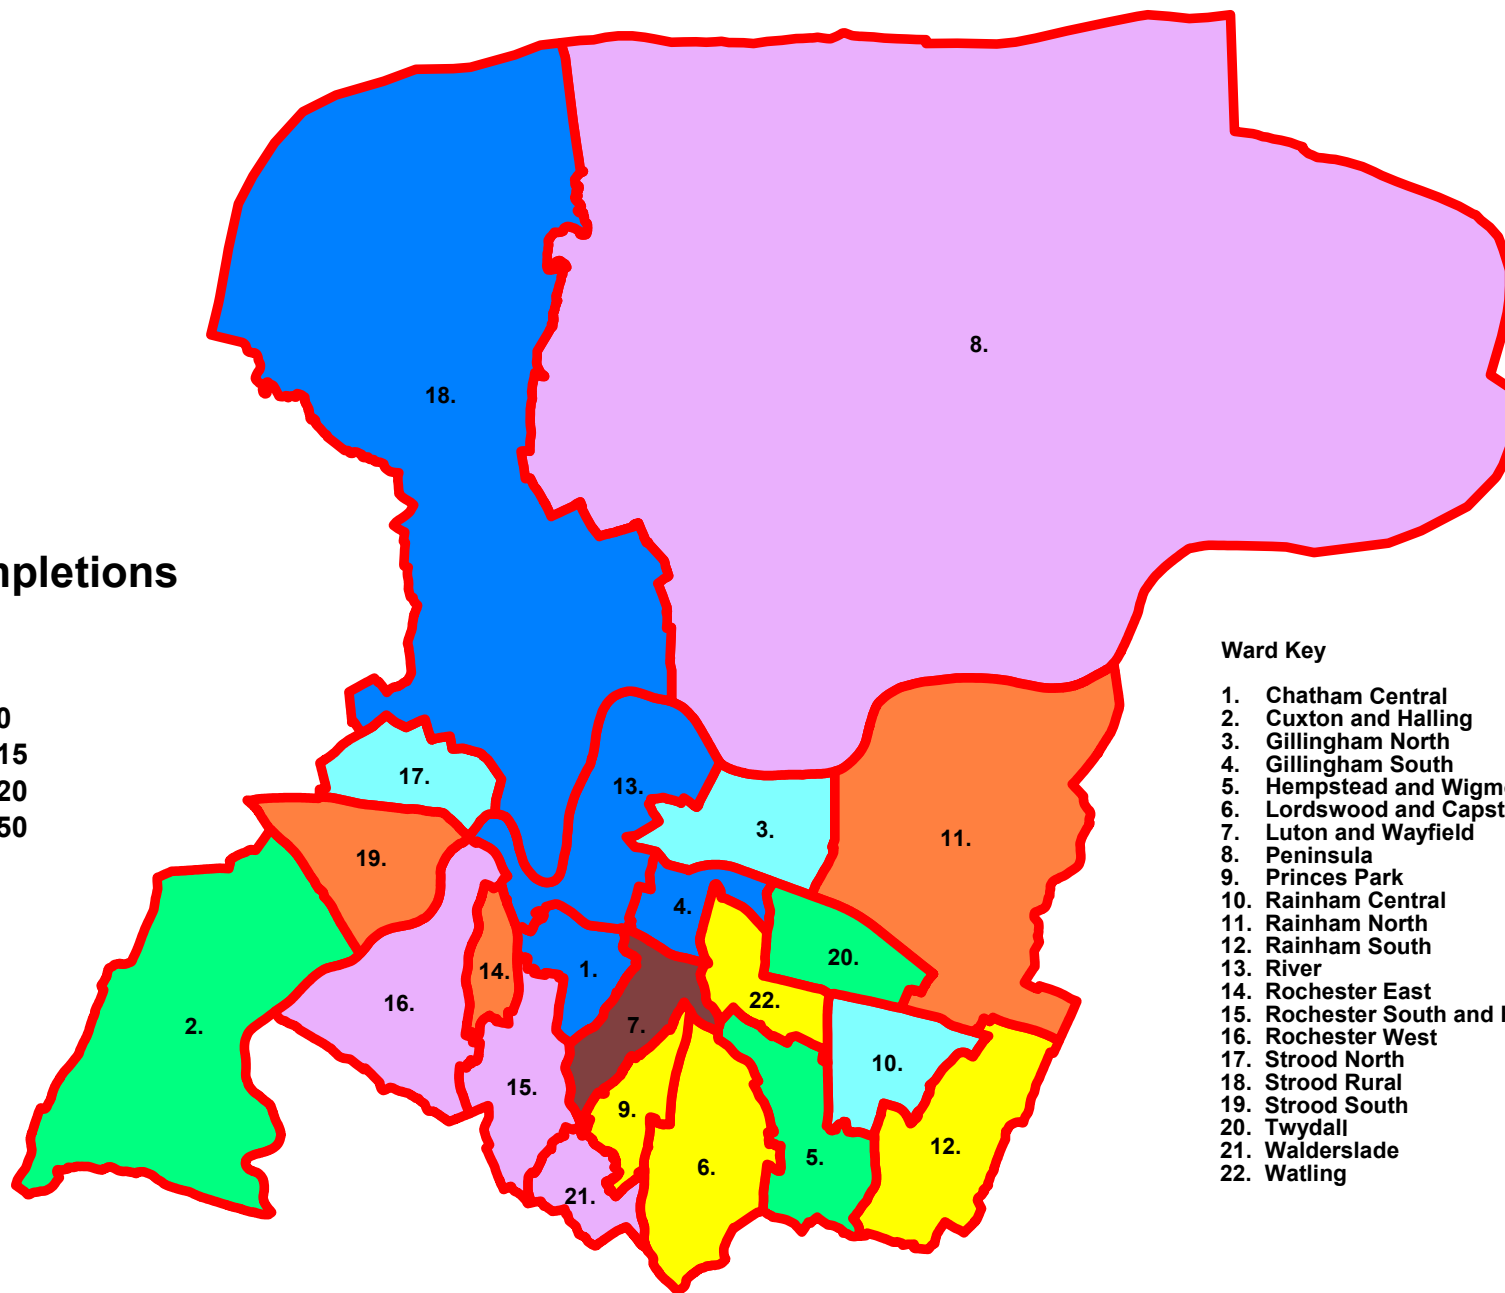 8.
18.
mpletions
Ward Key
1. Chatham Central
0
2. Cuxton and Halling
15
3. Gillingham North
20
4. Gillingham South
50
5. Hempstead and Wigm
6. Lordswood and Capst
7. Luton and Wayfield
8. Peninsula
9. Princes Park
10. Rainham Central
11. Rainham North
12. Rainham South
13. River
14. Rochester East
15. Rochester South and
16. Rochester West
17. Strood North
18. Strood Rural
19. Strood South
20. Twydall
21. Walderslade
22. Watling
17.
13.
3.
11.
19.
4.
20.
14.
1.
16.
22.
2.
7.
10.
15.
9.
12.
5.
6.
21.